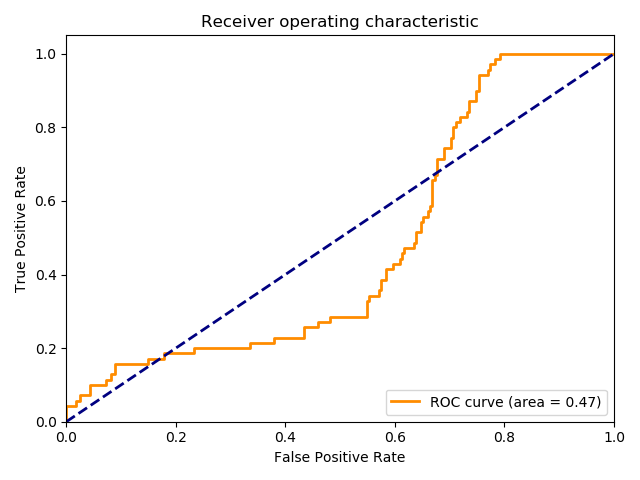 Receiver operating characteristic
True Positive Rate
1.0
0.8
0.6
0.4
0.2
0.0
ROC curve (area = 0.47)
0.0 0.2 0.4 0.6 0.8 1.0
False Positive Rate